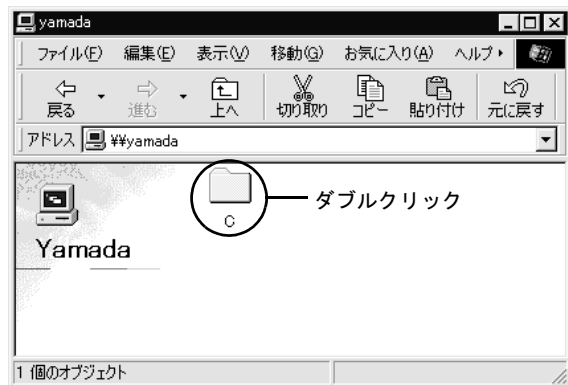 yamada
ファイル(F) 編集(E) 表示(V) 移動(G) お気に入り(A) ヘルプ
戻る 進む 上へ 切り取り コピー 貼り付け 元に戻す
アドレス ¥¥yamada
C
ダブルクリック
Yamada
1 個のオブジェクト